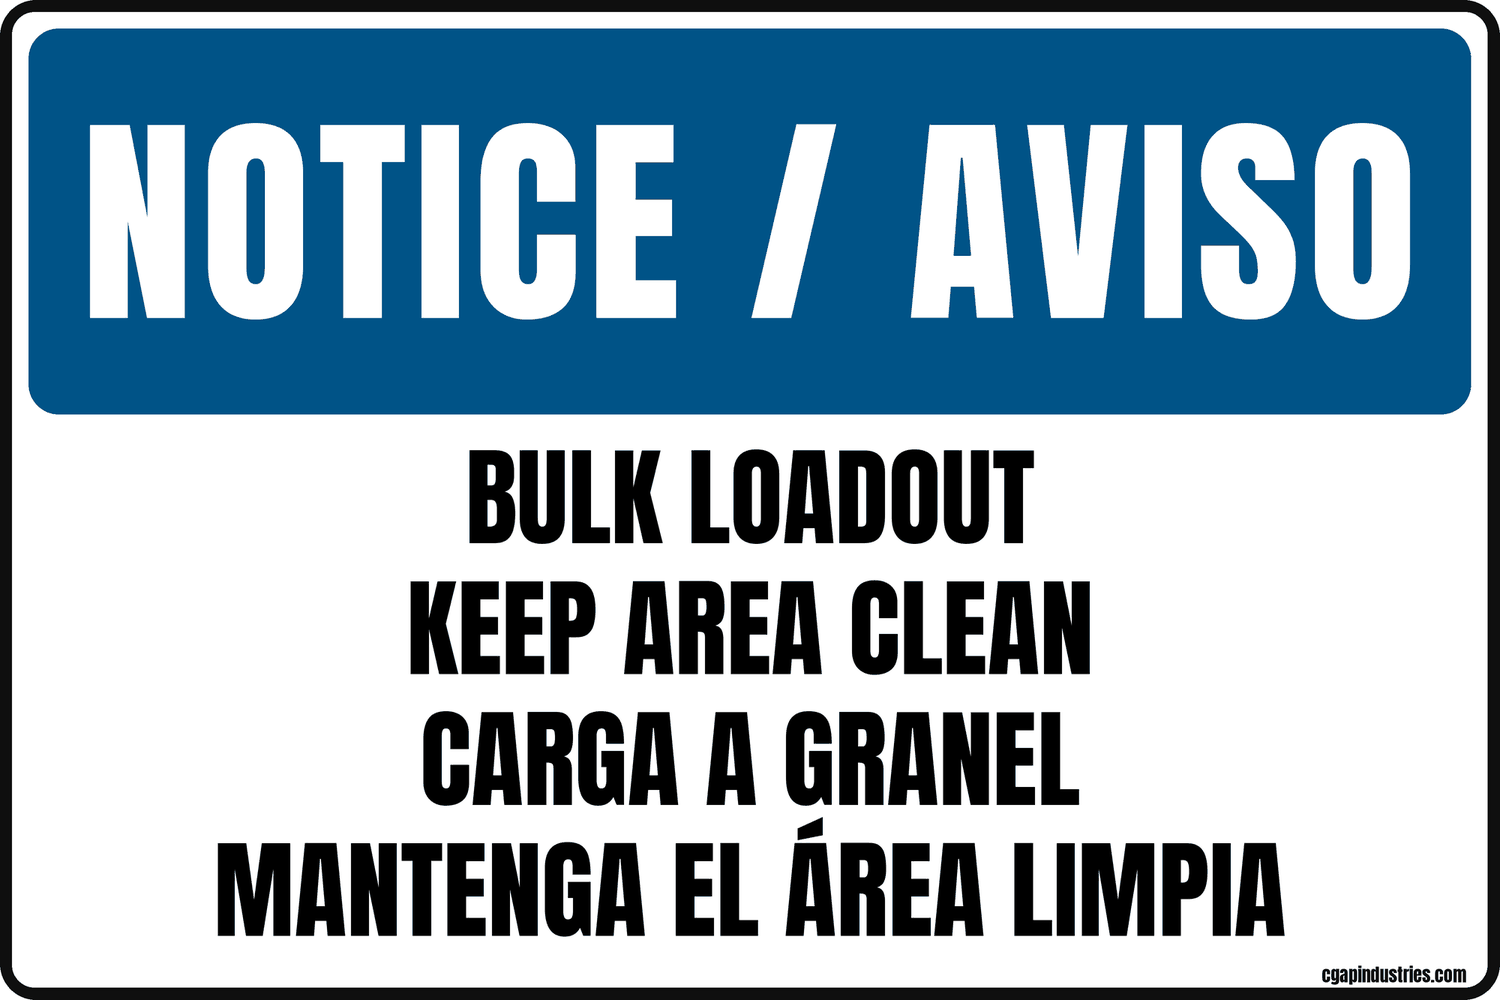 NOTICE / AVISO
BULK LOADOUT
KEEP AREA CLEAN
CARGA A GRANEL
MANTENGA EL ÁREA LIMPIA
cgapindustries.com